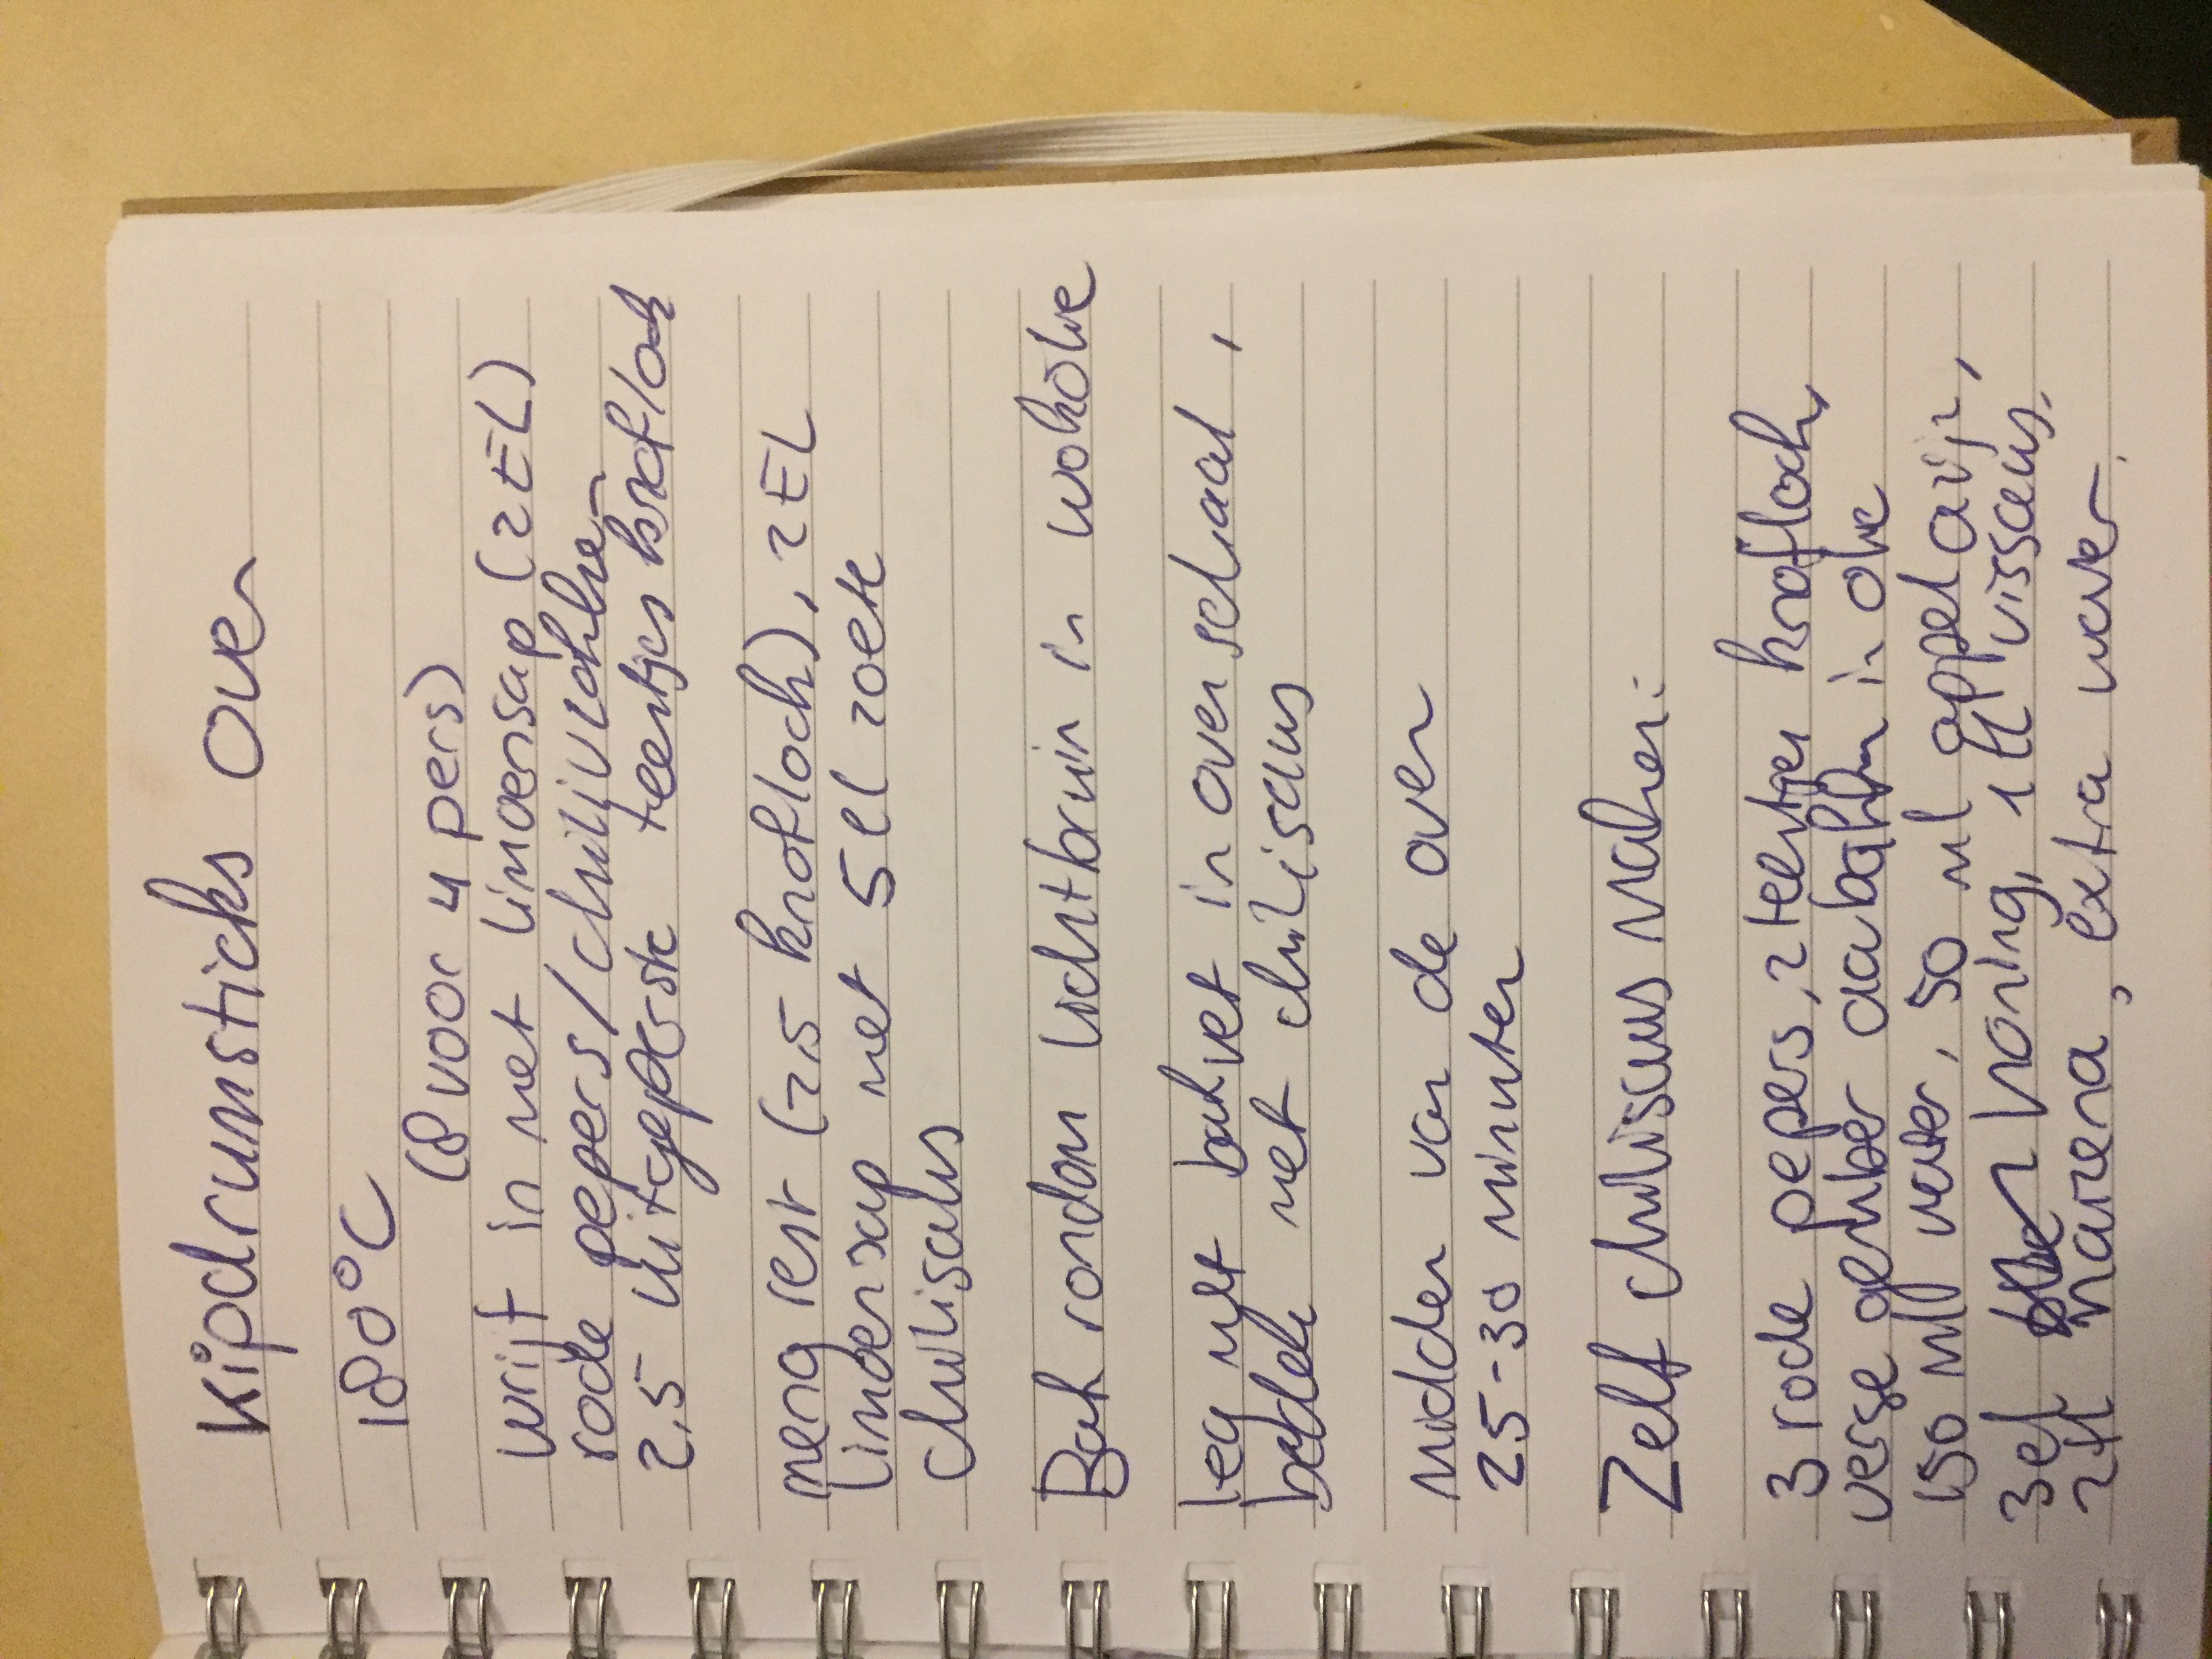 Kipdrumsticks Oven
180°C
(8 voor 4 pers)
wrijf in met limoensap (2EL)
rode pepers/chilivlokken
2,5 uitgeperste teentjes knoflook
meng rest (2,5 knoflook), 2EL
limoensap met 5 el zoete
chilisaus
Bak rondom lichtbruin in wokolie
leg met bakvet in ovenschaal,
bedek met chilisaus
midden van de oven
25-30 minuten
Zelf chilisaus maken:
3 rode pepers, 2 teentjes knoflook,
verse gember in olie
150 ml water, 50 ml appelazijn,
3el honing, 1 tl vissaus,
2tl maizena, extra water.